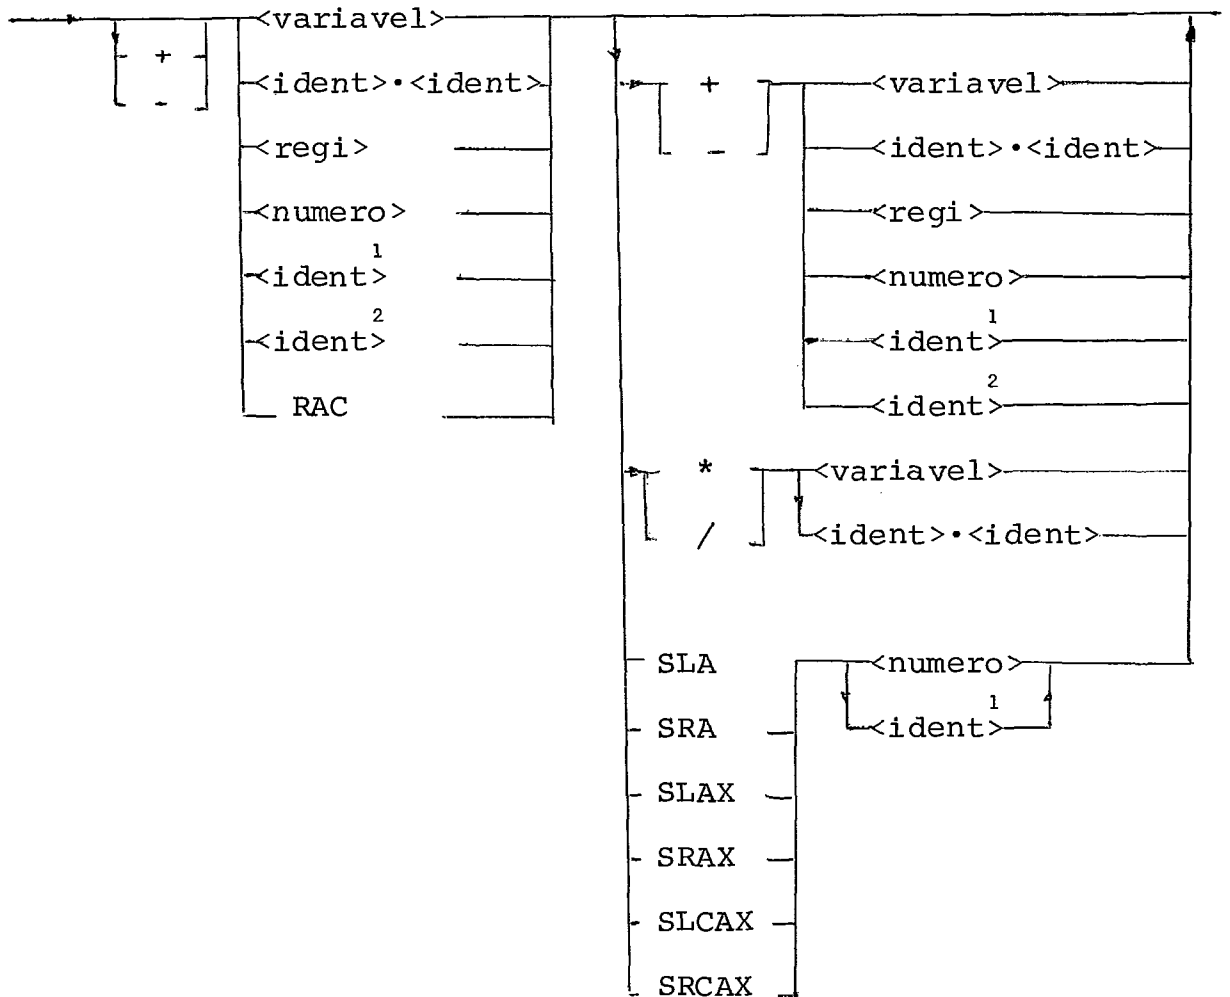 <variavel>
+
<ident>•<ident>
-
<regi>
<numero>
<ident>1
<ident>2
RAC
+ <variavel>
- <ident>•<ident>
<regi>
<numero>
<ident>1
<ident>2
* <variavel>
/ <ident>•<ident>
SLA <numero>
SRA <ident>1
SLAX
SRAX
SLCAX
SRCAX